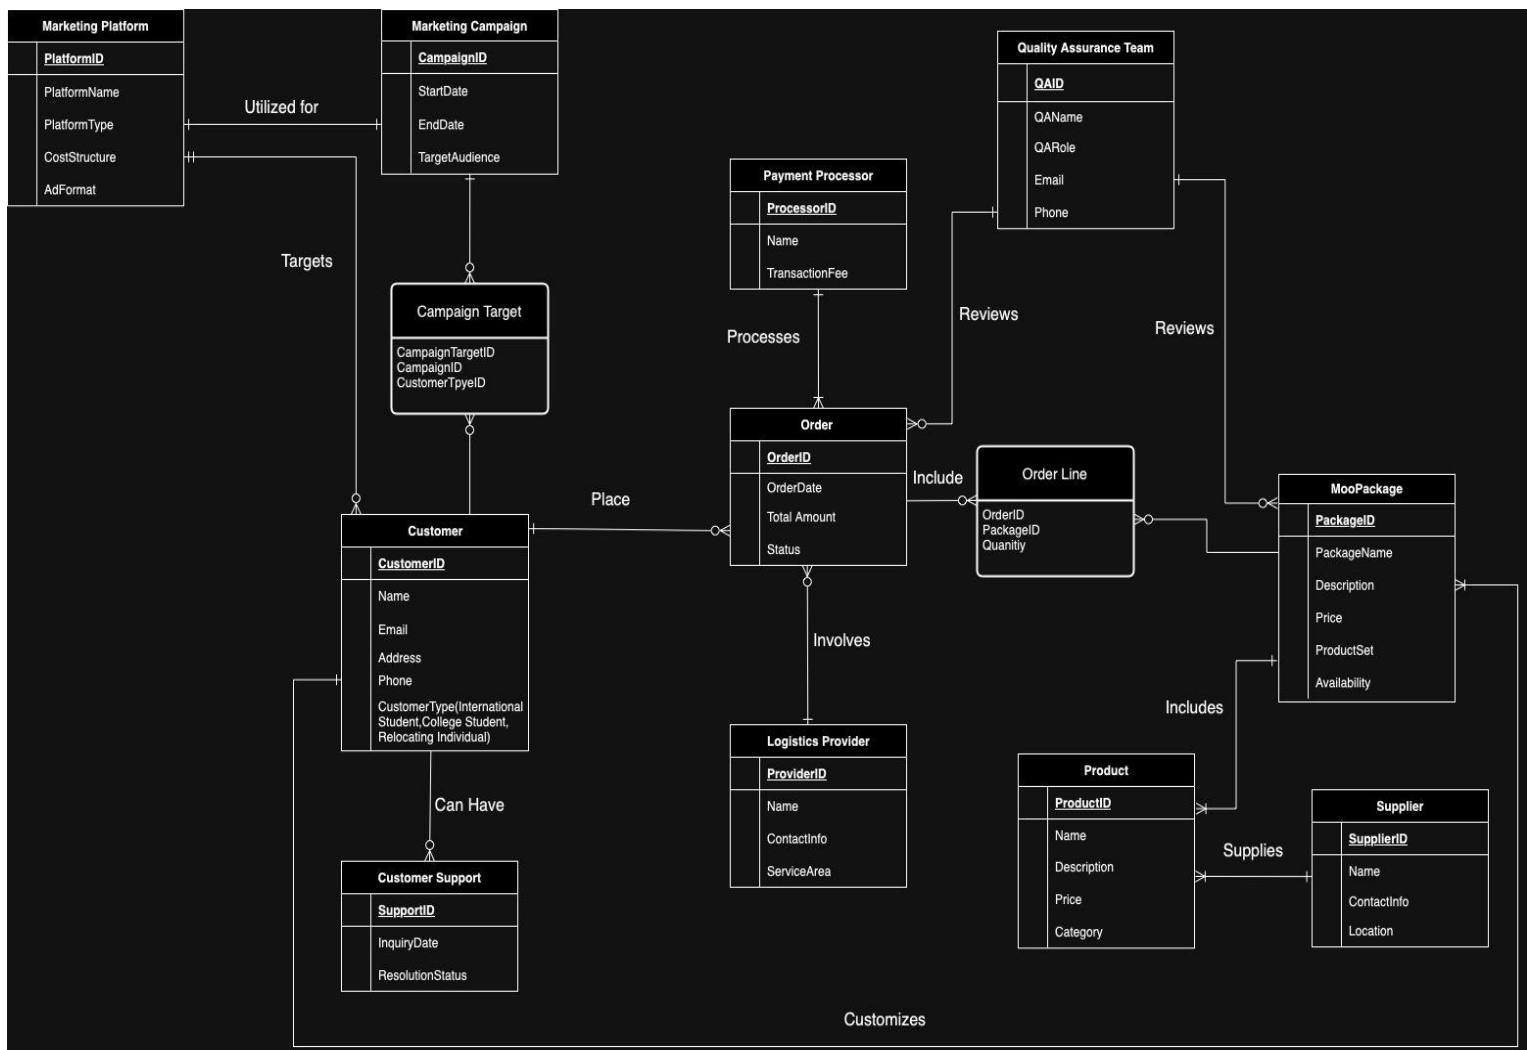 Marketing Platform
PlatformID
PlatformName
PlatformType
CostStructure
AdFormat
Utilized for
Marketing Campaign
CampaignID
StartDate
EndDate
TargetAudience
Quality Assurance Team
QAID
QAName
QARole
Email
Phone
Payment Processor
ProcessorID
Name
TransactionFee
Targets
Campaign Target
CampaignTargetID
CampaignID
CustomerTpyeID
Processes
Reviews
Reviews
Order
OrderID
OrderDate
Total Amount
Status
Include
Order Line
OrderID
PackageID
Quanitiy
MooPackage
PackageID
PackageName
Description
Price
ProductSet
Availability
Place
Customer
CustomerID
Name
Email
Address
Phone
CustomerType(International
Student,College Student,
Relocating Individual)
Involves
Includes
Logistics Provider
ProviderID
Name
ContactInfo
ServiceArea
Product
ProductID
Name
Description
Price
Category
Supplies
Supplier
SupplierID
Name
ContactInfo
Location
Can Have
Customer Support
SupportID
InquiryDate
ResolutionStatus
Customizes